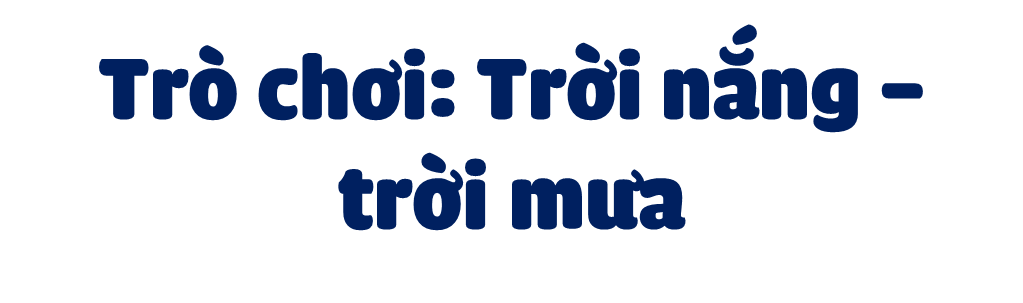 Trò chơi: Trời nắng –
trời mưa